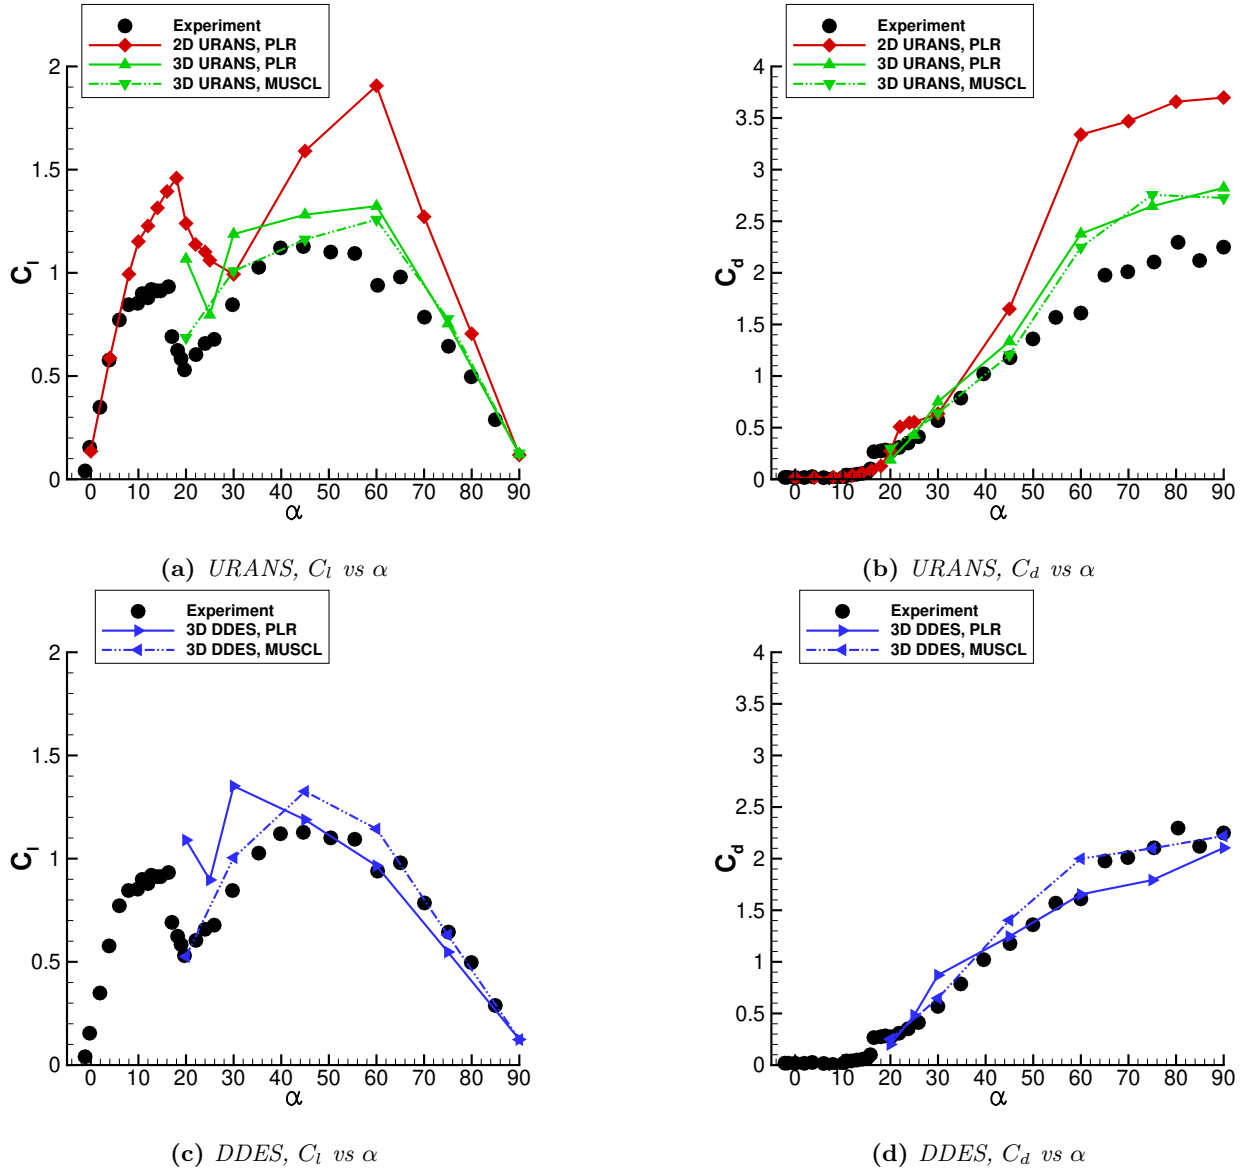 Experiment
2D URANS, PLR
3D URANS, PLR
3D URANS, MUSCL
2
1.5
1
0.5
0
C_l
0 10 20 30 40 50 60 70 80 90
α
(a) URANS, C_l vs α
Experiment
2D URANS, PLR
3D URANS, PLR
3D URANS, MUSCL
4
3.5
3
2.5
2
1.5
1
0.5
0
C_d
0 10 20 30 40 50 60 70 80 90
α
(b) URANS, C_d vs α
Experiment
3D DDES, PLR
3D DDES, MUSCL
2
1.5
1
0.5
0
C_l
0 10 20 30 40 50 60 70 80 90
α
(c) DDES, C_l vs α
Experiment
3D DDES, PLR
3D DDES, MUSCL
4
3.5
3
2.5
2
1.5
1
0.5
0
C_d
0 10 20 30 40 50 60 70 80 90
α
(d) DDES, C_d vs α